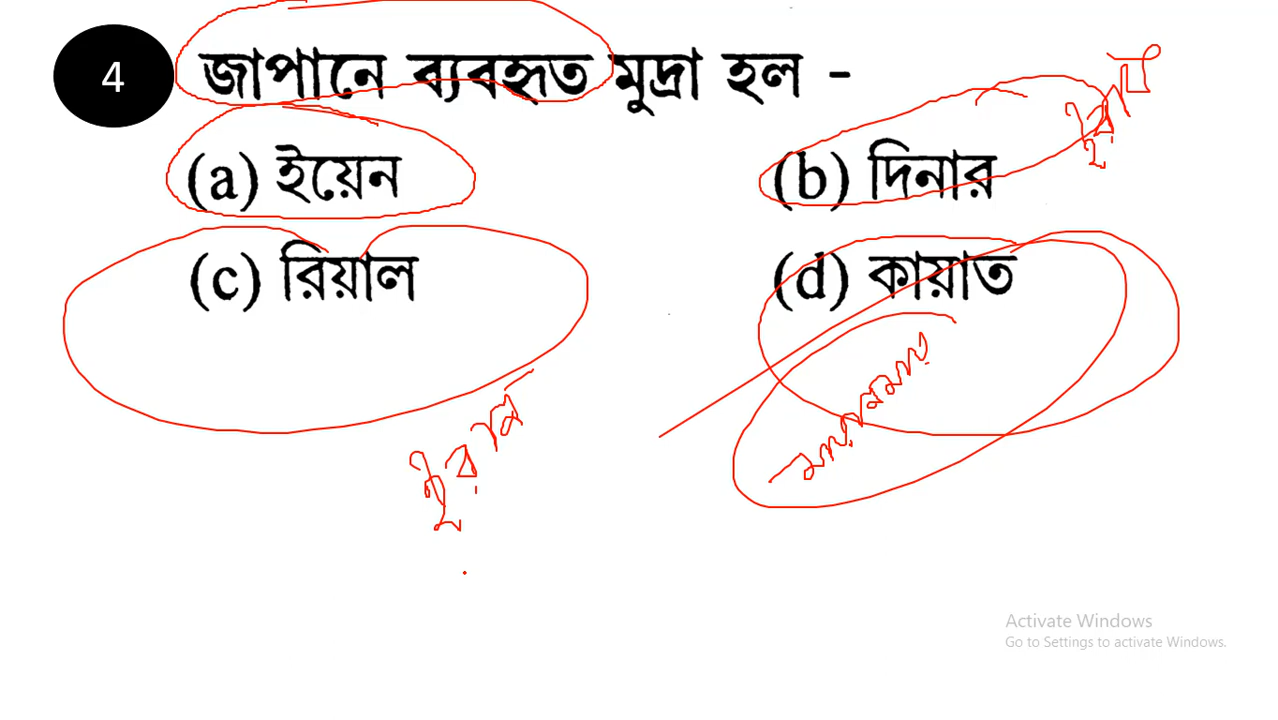 4 জাপানে ব্যবহৃত মুদ্রা হল -
(a) ইয়েন (b) দিনার
(c) রিয়াল (d) কায়াত
Activate Windows
Go to Settings to activate Windows.